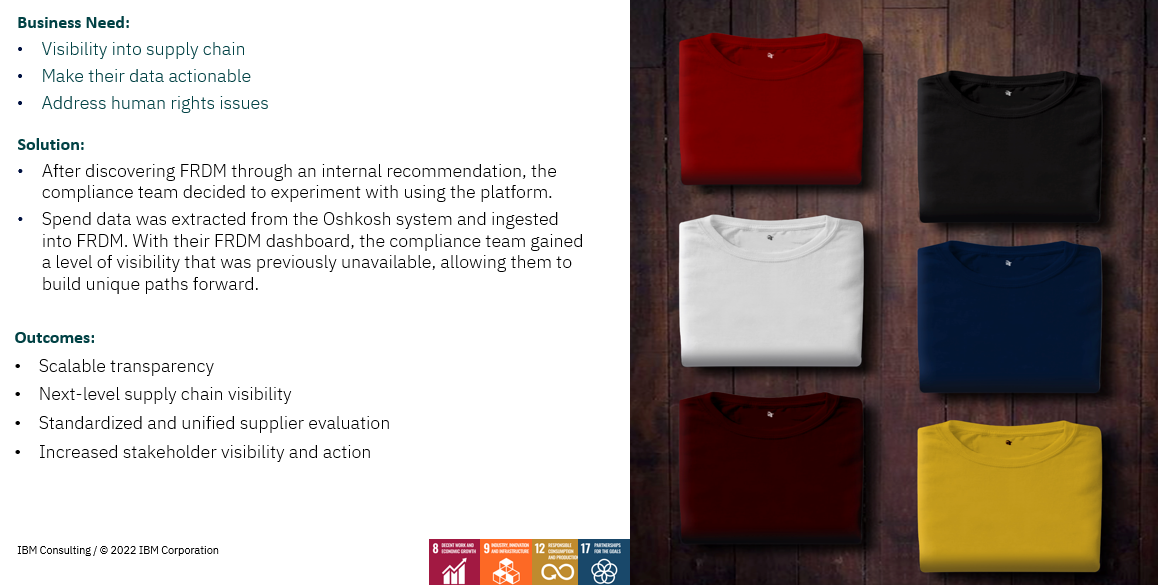 Business Need:
• Visibility into supply chain
• Make their data actionable
• Address human rights issues
Solution:
• After discovering FRDM through an internal recommendation, the
compliance team decided to experiment with using the platform.
• Spend data was extracted from the Oshkosh system and ingested
into FRDM. With their FRDM dashboard, the compliance team gained
a level of visibility that was previously unavailable, allowing them to
build unique paths forward.
Outcomes:
• Scalable transparency
• Next-level supply chain visibility
• Standardized and unified supplier evaluation
• Increased stakeholder visibility and action
IBM Consulting / © 2022 IBM Corporation
8 DECENT WORK AND
ECONOMIC GROWTH
9 INDUSTRY, INNOVATION
AND INFRASTRUCTURE
12 RESPONSIBLE
CONSUMPTION
AND PRODUCTION
17 PARTNERSHIPS
FOR THE GOALS